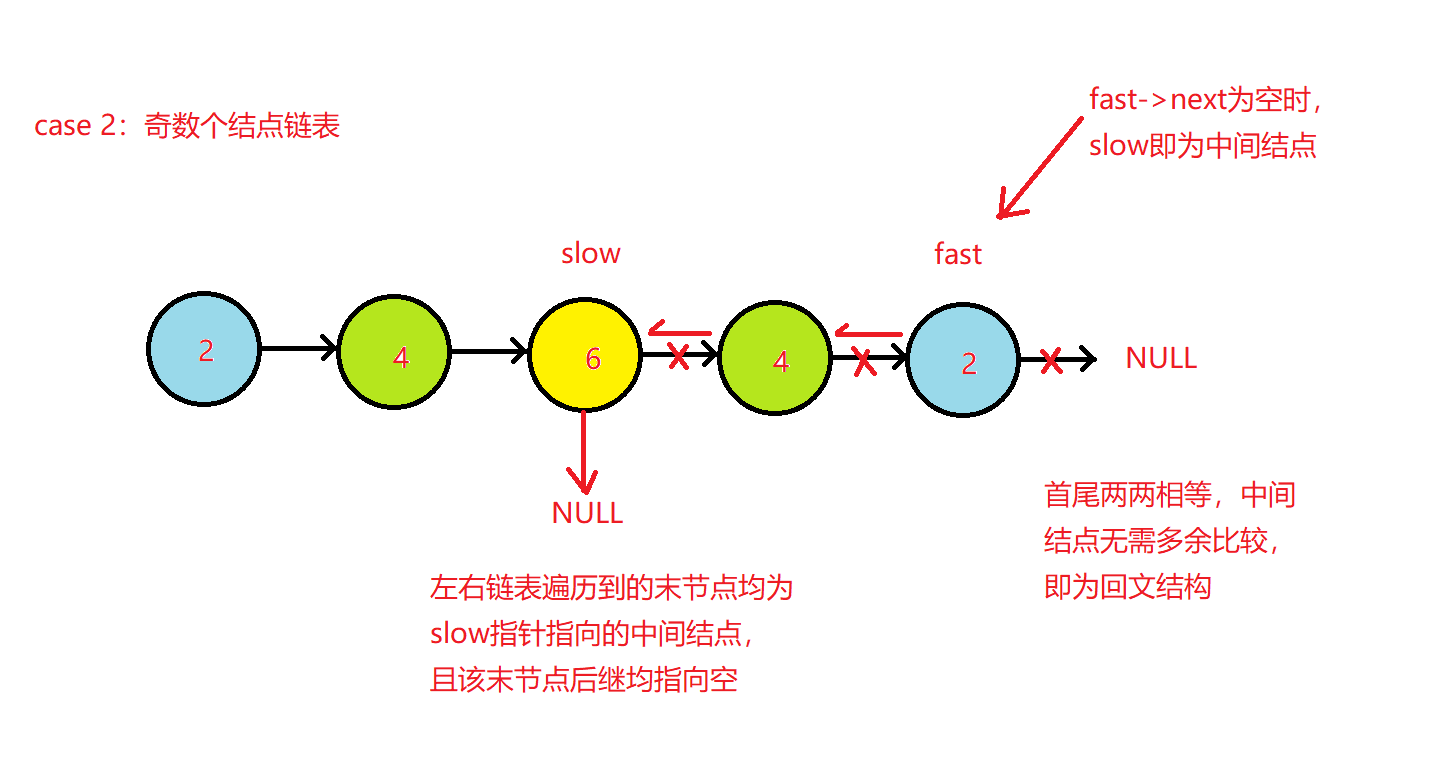 case 2：奇数个结点链表
fast->next为空时，
slow即为中间结点
slow
fast
2
4
6
4
2
NULL
NULL
左右链表遍历到的末节点均为
slow指针指向的中间结点，
且该末节点后继均指向空
首尾两两相等，中间
结点无需多余比较，
即为回文结构